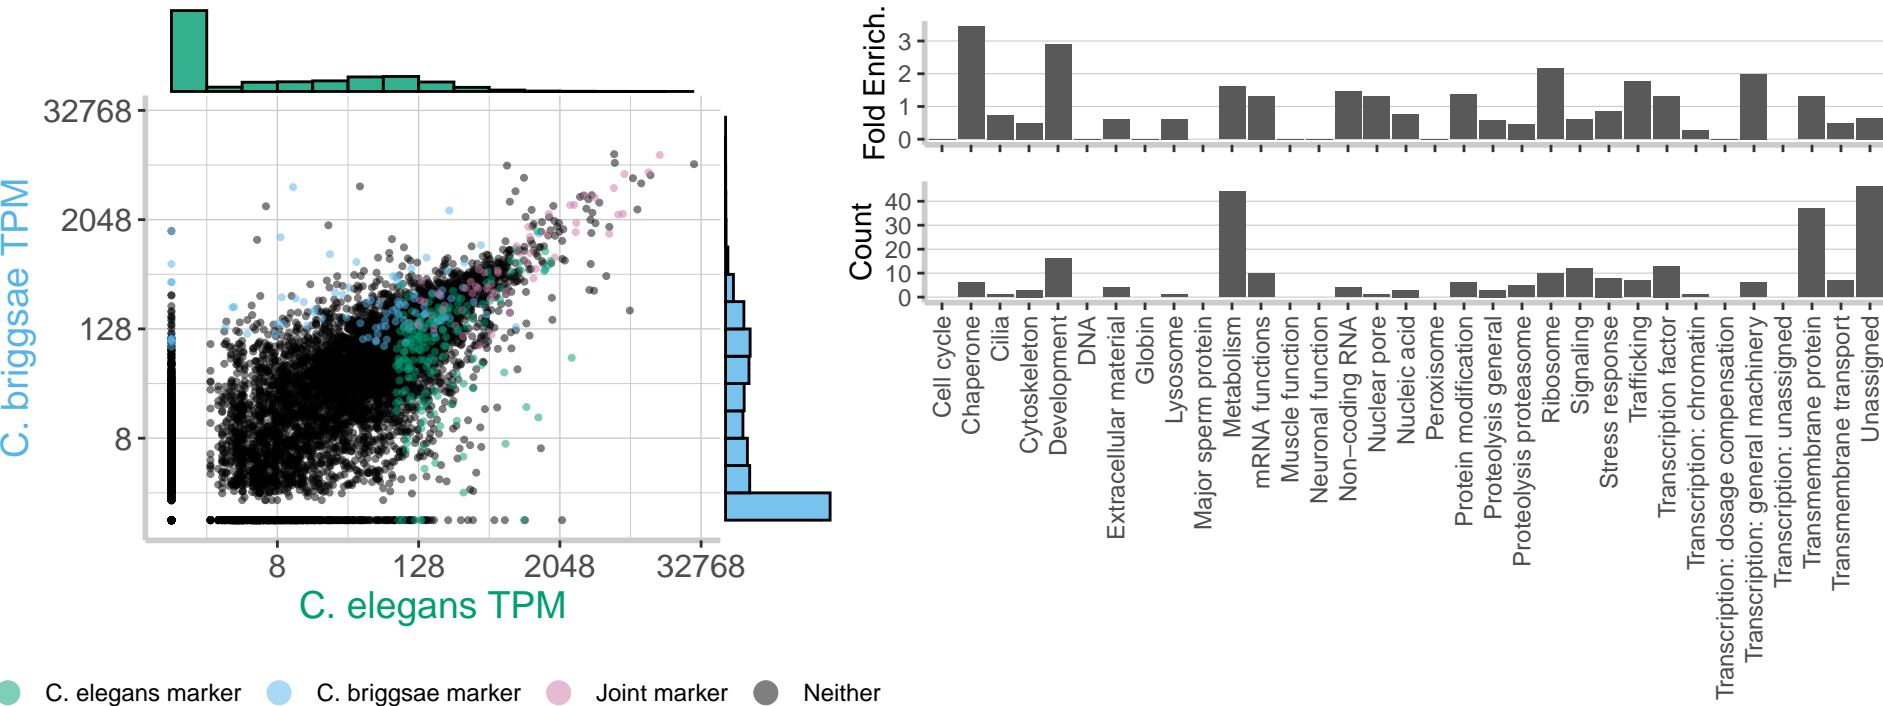 C. briggsae TPM
32768
2048
128
8
8
128
2048
32768
C. elegans TPM
C. elegans marker
C. briggsae marker
Joint marker
Neither
Fold Enrich.
3
2
1
0
Count
40
30
20
10
0
Cell cycle
Chaperone
Cilia
Cytoskeleton
Development
DNA
Extracellular material
Globin
Lysosome
Major sperm protein
Metabolism
mRNA functions
Muscle function
Neuronal function
Non−coding RNA
Nuclear pore
Nucleic acid
Peroxisome
Protein modification
Proteolysis general
Proteolysis proteasome
Ribosome
Signaling
Stress response
Trafficking
Transcription factor
Transcription: chromatin
Transcription: dosage compensation
Transcription: general machinery
Transcription: unassigned
Transmembrane protein
Transmembrane transport
Unassigned